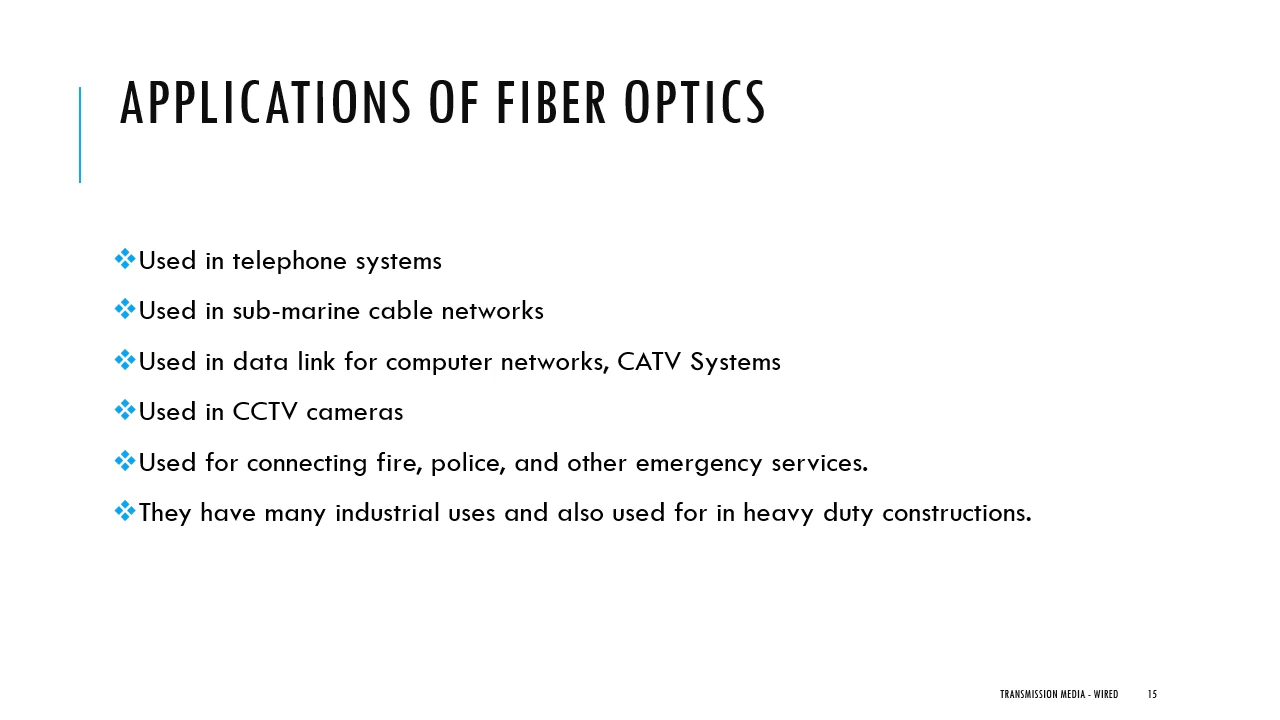 APPLICATIONS OF FIBER OPTICS
Used in telephone systems
Used in sub-marine cable networks
Used in data link for computer networks, CATV Systems
Used in CCTV cameras
Used for connecting fire, police, and other emergency services.
They have many industrial uses and also used for in heavy duty constructions.
TRANSMISSION MEDIA - WIRED 15